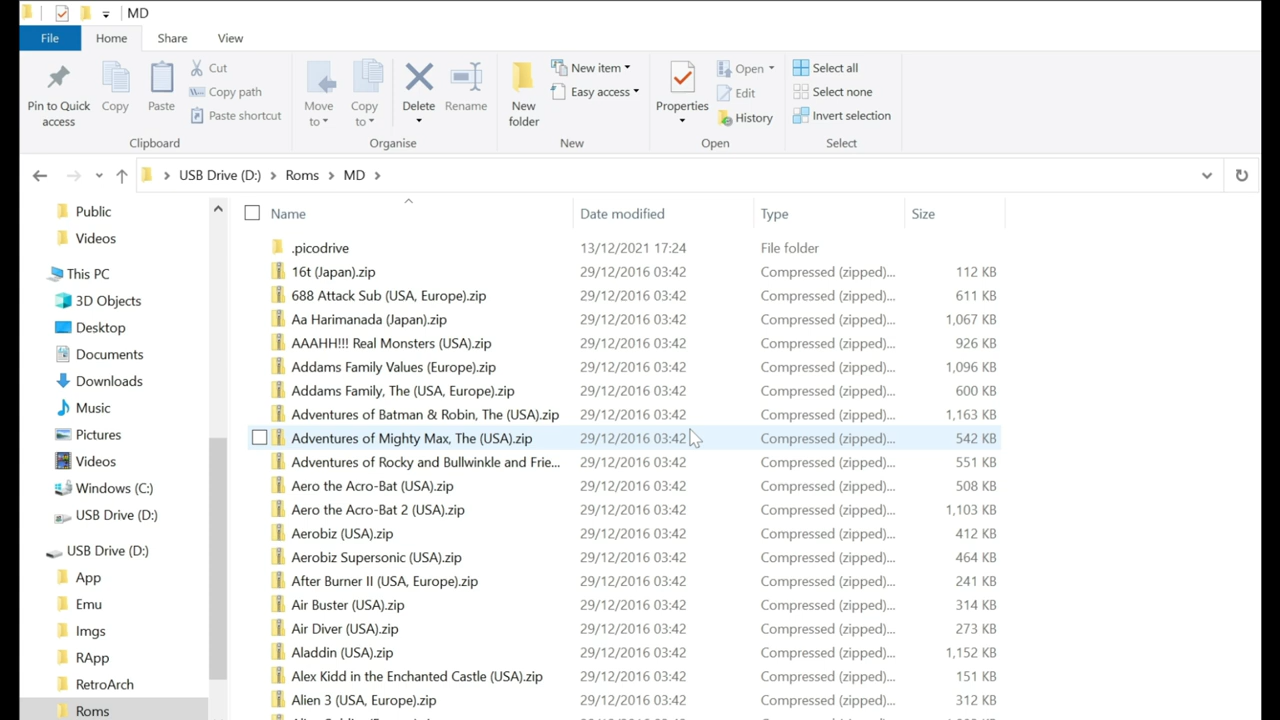 MD
File Home Share View
Pin to Quick access
Copy
Paste
Cut
Copy path
Paste shortcut
Clipboard
Move to
Copy to
Delete
Rename
Organise
New folder
New item
Easy access
New
Properties
Open
Edit
History
Open
Select all
Select none
Invert selection
Select
USB Drive (D:) Roms MD
Public
Videos
This PC
3D Objects
Desktop
Documents
Downloads
Music
Pictures
Videos
Windows (C:)
USB Drive (D:)
USB Drive (D:)
App
Emu
Imgs
RApp
RetroArch
Roms
Name Date modified Type Size
.picodrive 13/12/2021 17:24 File folder
16t (Japan).zip 29/12/2016 03:42 Compressed (zipped)... 112 KB
688 Attack Sub (USA, Europe).zip 29/12/2016 03:42 Compressed (zipped)... 611 KB
Aa Harimanada (Japan).zip 29/12/2016 03:42 Compressed (zipped)... 1,067 KB
AAAHH!!! Real Monsters (USA).zip 29/12/2016 03:42 Compressed (zipped)... 926 KB
Addams Family Values (Europe).zip 29/12/2016 03:42 Compressed (zipped)... 1,096 KB
Addams Family, The (USA, Europe).zip 29/12/2016 03:42 Compressed (zipped)... 600 KB
Adventures of Batman & Robin, The (USA).zip 29/12/2016 03:42 Compressed (zipped)... 1,163 KB
Adventures of Mighty Max, The (USA).zip 29/12/2016 03:42 Compressed (zipped)... 542 KB
Adventures of Rocky and Bullwinkle and Frie... 29/12/2016 03:42 Compressed (zipped)... 551 KB
Aero the Acro-Bat (USA).zip 29/12/2016 03:42 Compressed (zipped)... 508 KB
Aero the Acro-Bat 2 (USA).zip 29/12/2016 03:42 Compressed (zipped)... 1,103 KB
Aerobiz (USA).zip 29/12/2016 03:42 Compressed (zipped)... 412 KB
Aerobiz Supersonic (USA).zip 29/12/2016 03:42 Compressed (zipped)... 464 KB
After Burner II (USA, Europe).zip 29/12/2016 03:42 Compressed (zipped)... 241 KB
Air Buster (USA).zip 29/12/2016 03:42 Compressed (zipped)... 314 KB
Air Diver (USA).zip 29/12/2016 03:42 Compressed (zipped)... 273 KB
Aladdin (USA).zip 29/12/2016 03:42 Compressed (zipped)... 1,152 KB
Alex Kidd in the Enchanted Castle (USA).zip 29/12/2016 03:42 Compressed (zipped)... 151 KB
Alien 3 (USA, Europe).zip 29/12/2016 03:42 Compressed (zipped)... 312 KB